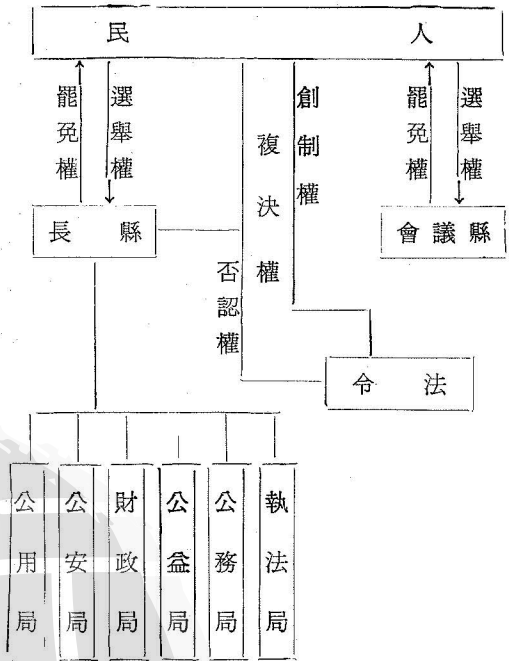 人民
創制權
複決權
否認權
選舉權
罷免權
縣議會
選舉權
罷免權
縣長
法令
執法局
公務局
公益局
財政局
公安局
公用局